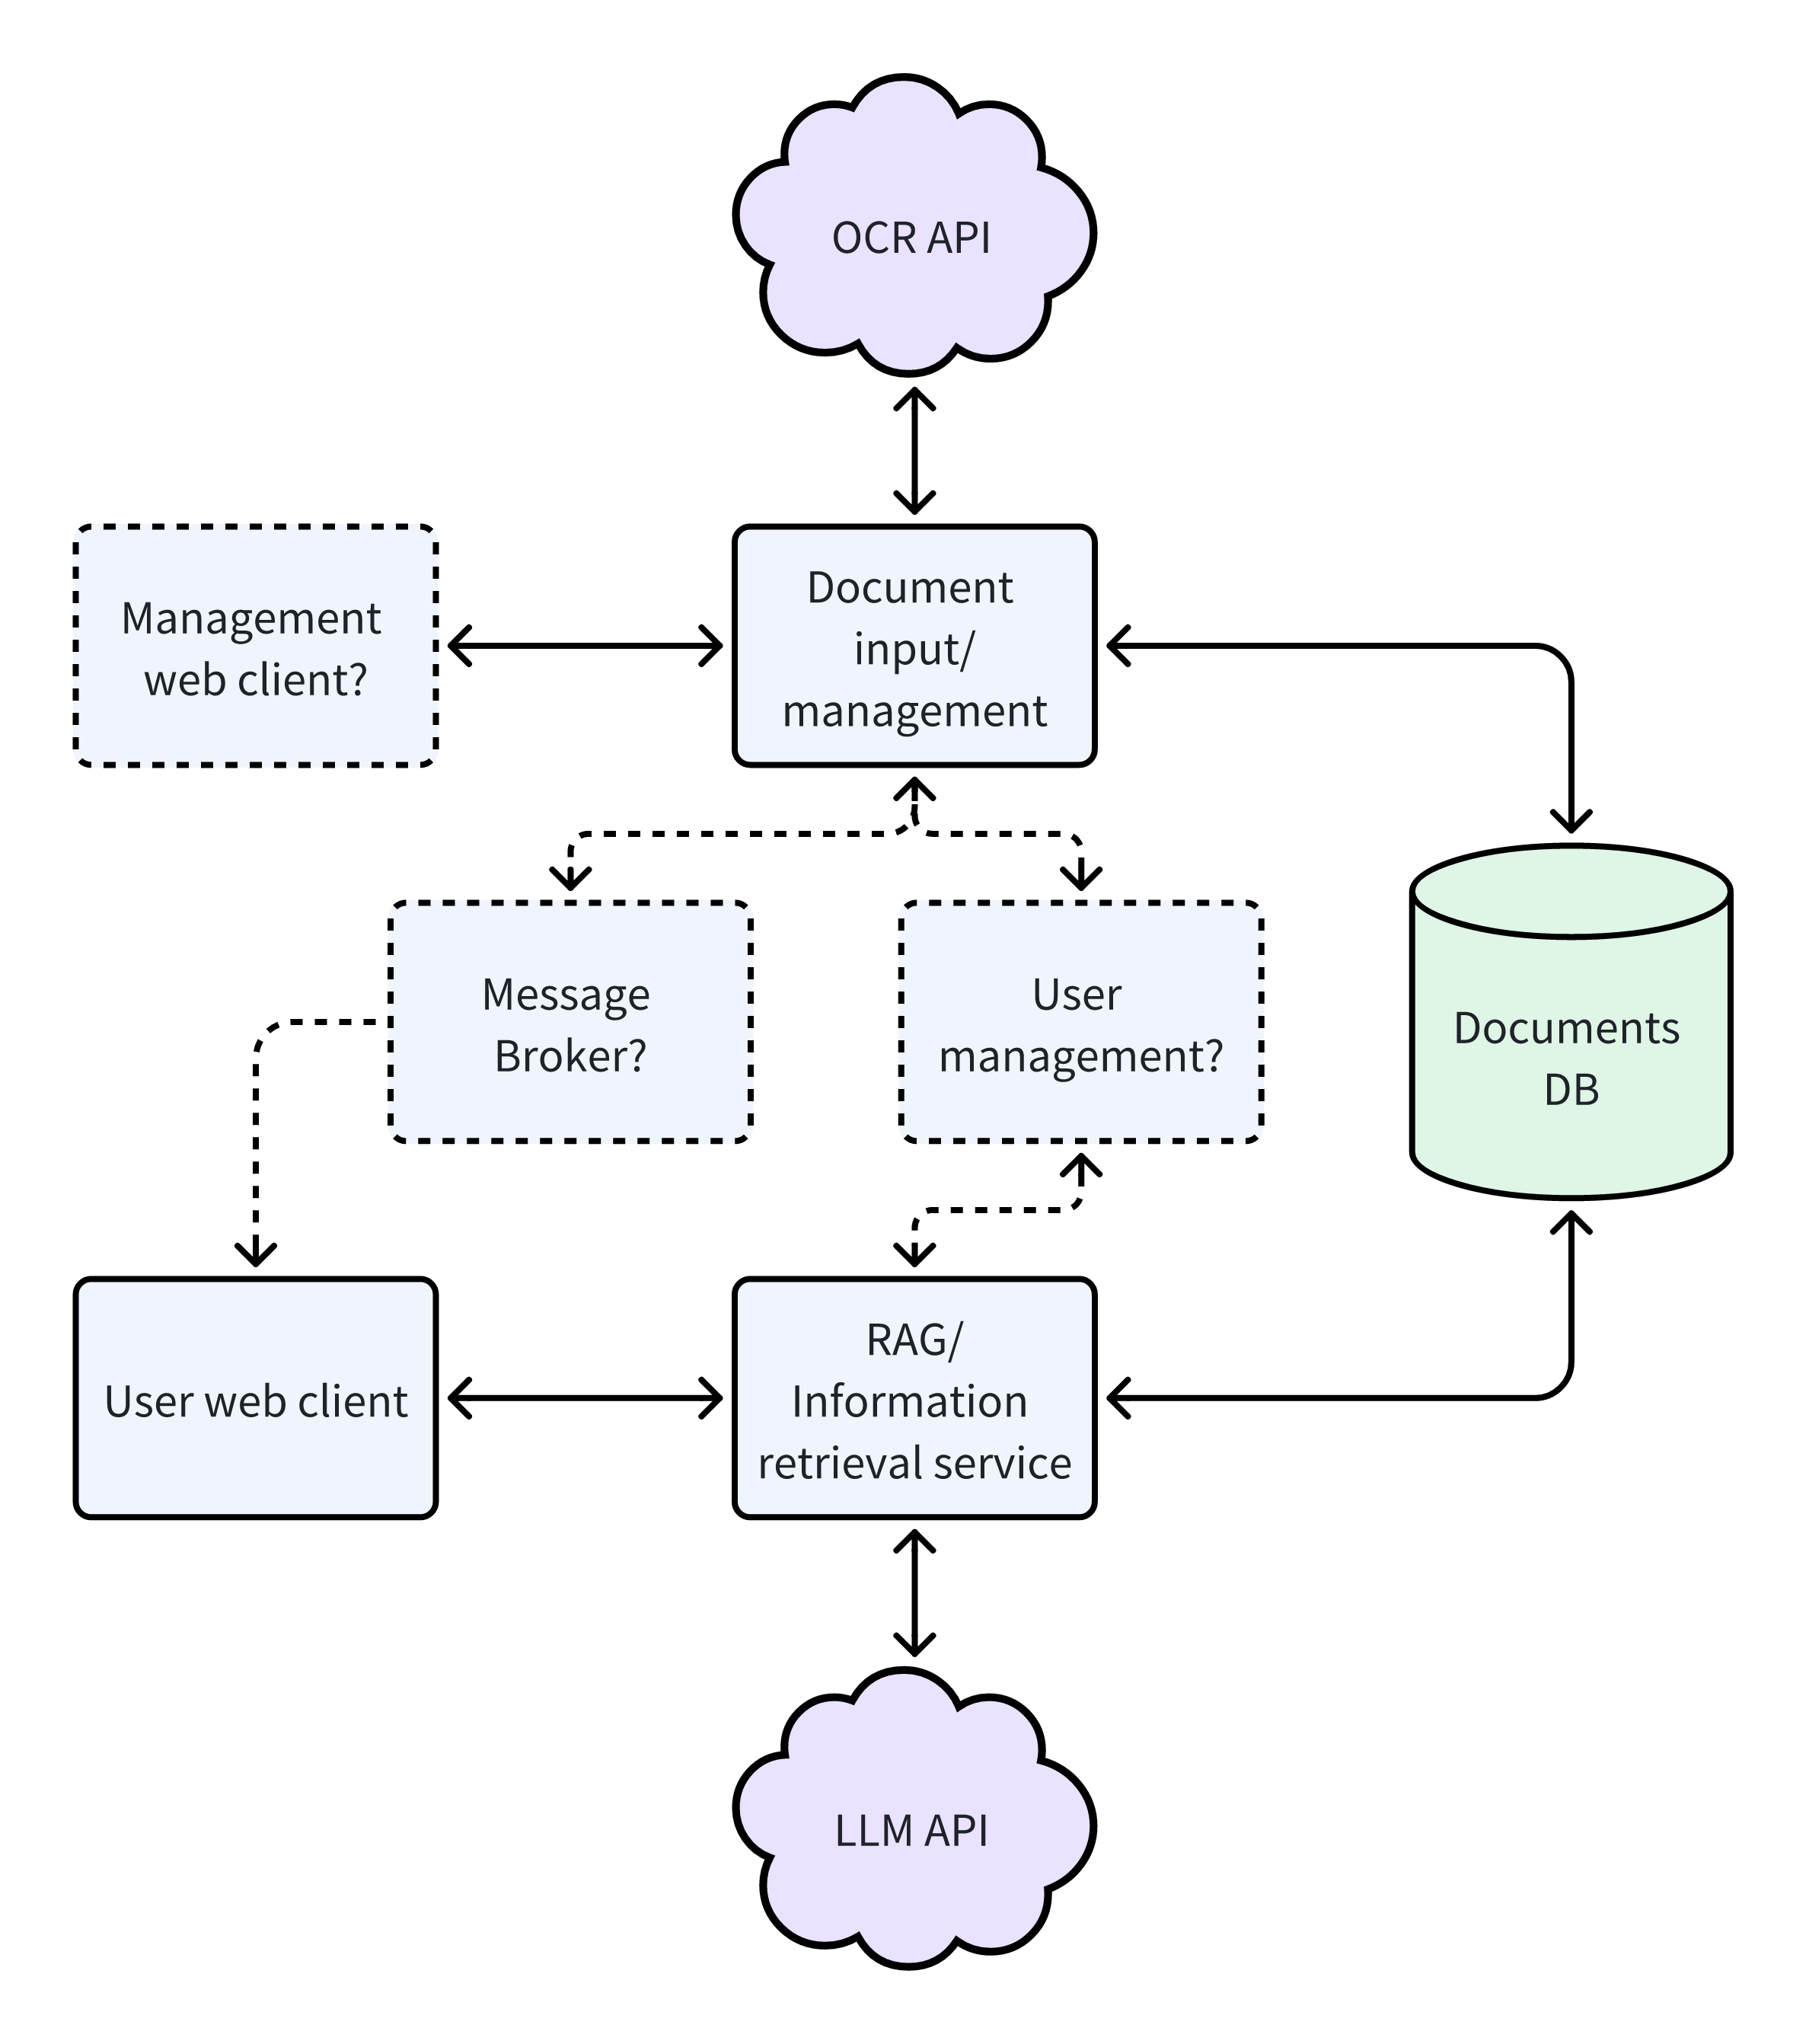 OCR API
Management
web client?
Document
input/
management
Message
Broker?
User
management?
Documents
DB
User web client
RAG/
Information
retrieval service
LLM API